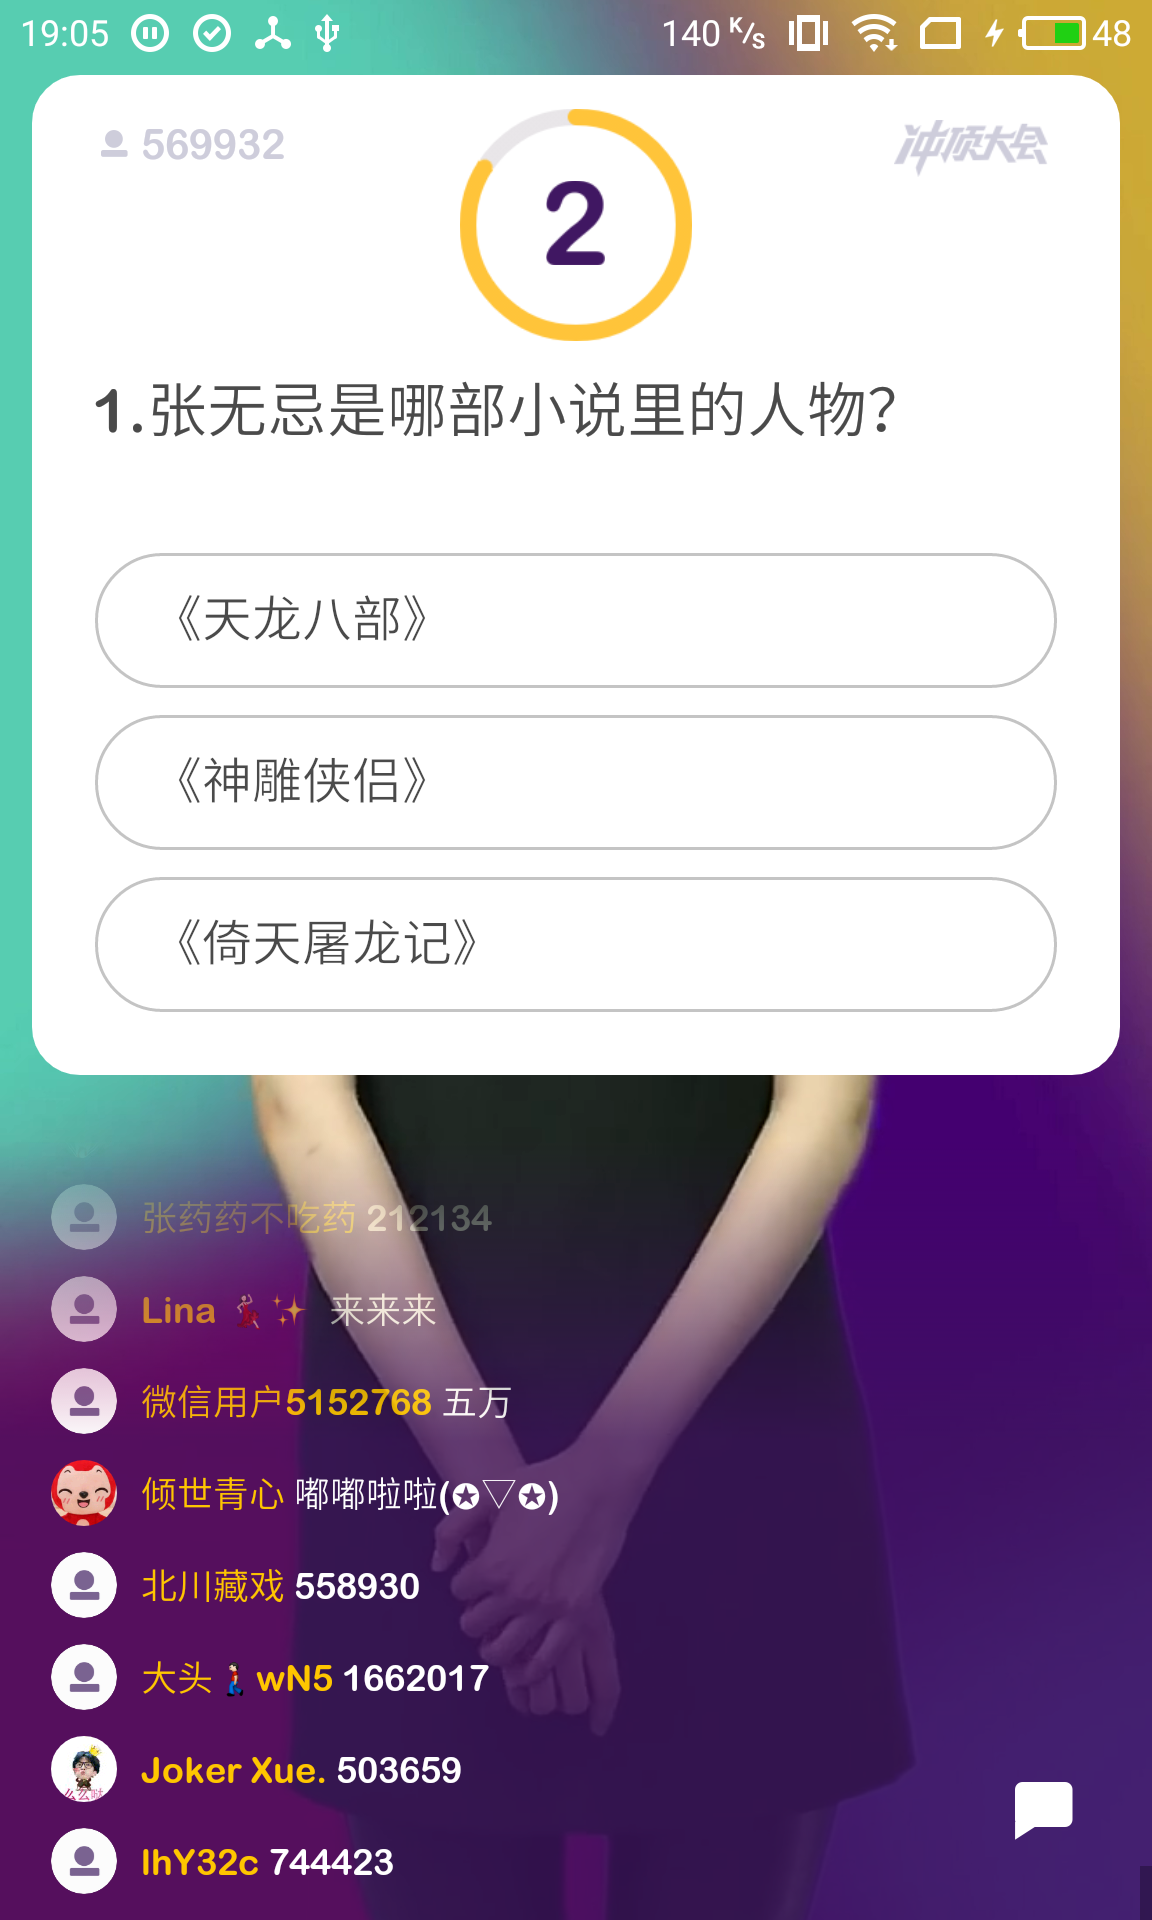 19:05 140 K/s 48
569932 冲顶大会
2
1.张无忌是哪部小说里的人物?
《天龙八部》
《神雕侠侣》
《倚天屠龙记》
张药药不吃药 212134
Lina 💃✨ 来来来
微信用户5152768 五万
倾世青心 嘟嘟啦啦(✪▽✪)
北川藏戏 558930
大头🚶wN5 1662017
Joker Xue. 503659
么么哒
lhY32c 744423